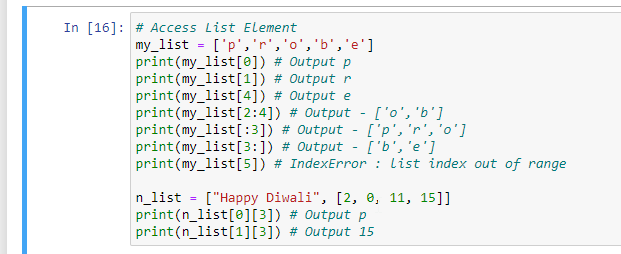 In [16]: # Access List Element
my_list = ['p','r','o','b','e']
print(my_list[0]) # Output p
print(my_list[1]) # Output r
print(my_list[4]) # Output e
print(my_list[2:4]) # Output - ['o','b']
print(my_list[:3]) # Output - ['p','r','o']
print(my_list[3:]) # Output - ['b','e']
print(my_list[5]) # IndexError : list index out of range
n_list = ["Happy Diwali", [2, 0, 11, 15]]
print(n_list[0][3]) # Output p
print(n_list[1][3]) # Output 15